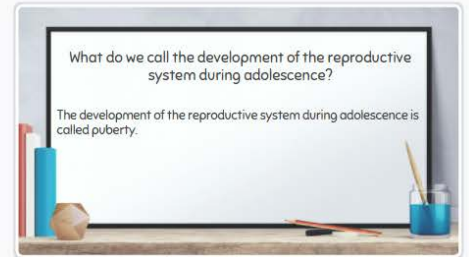 What do we call the development of the reproductive
system during adolescence?
The development of the reproductive system during adolescence is
called puberty.